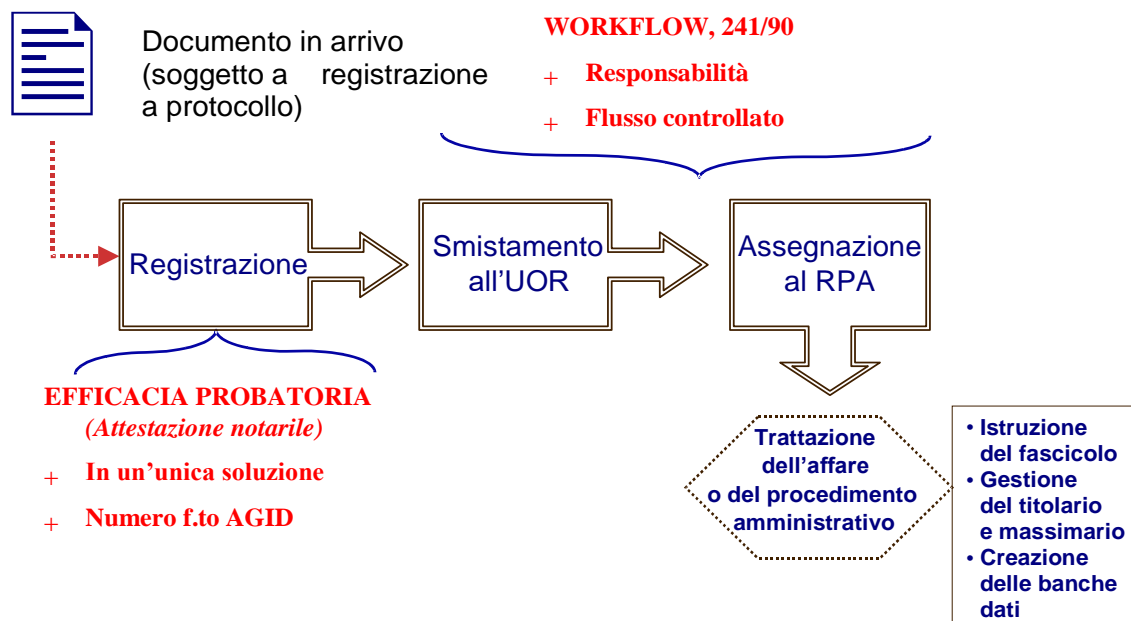 Documento in arrivo
(soggetto a registrazione
a protocollo)
WORKFLOW, 241/90
+ Responsabilità
+ Flusso controllato
Registrazione
Smistamento
all'UOR
Assegnazione
al RPA
EFFICACIA PROBATORIA
(Attestazione notarile)
+ In un'unica soluzione
+ Numero f.to AGID
Trattazione
dell'affare
o del procedimento
amministrativo
• Istruzione
del fascicolo
• Gestione
del titolario
e massimario
• Creazione
delle banche
dati